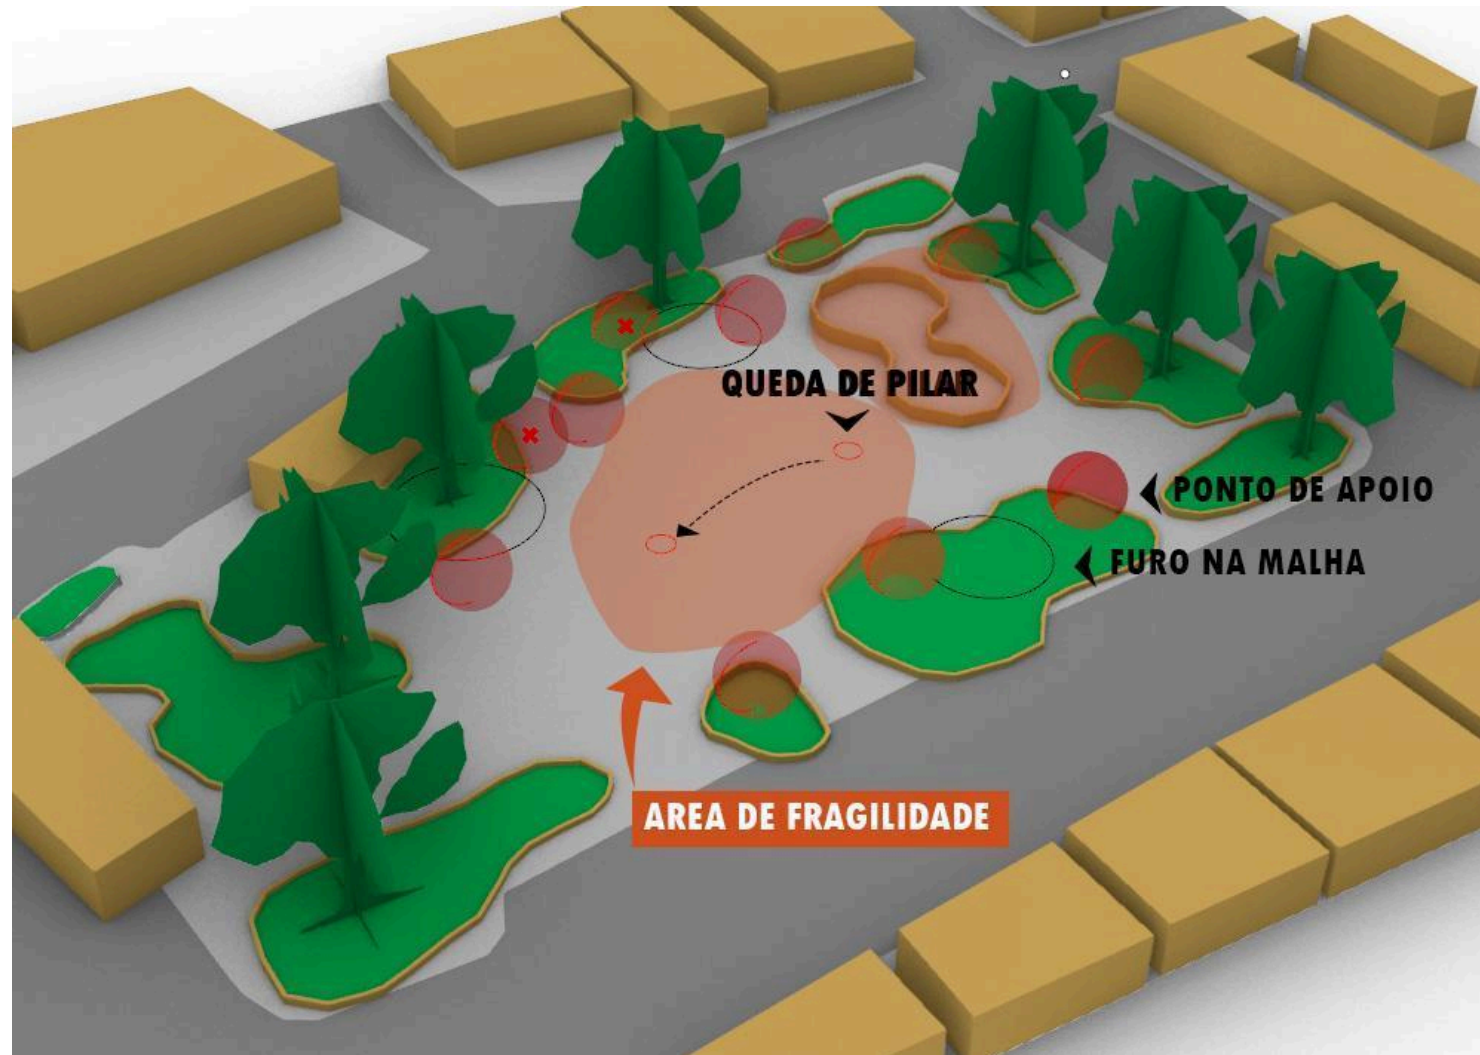 QUEDA DE PILAR
PONTO DE APOIO
FURO NA MALHA
AREA DE FRAGILIDADE